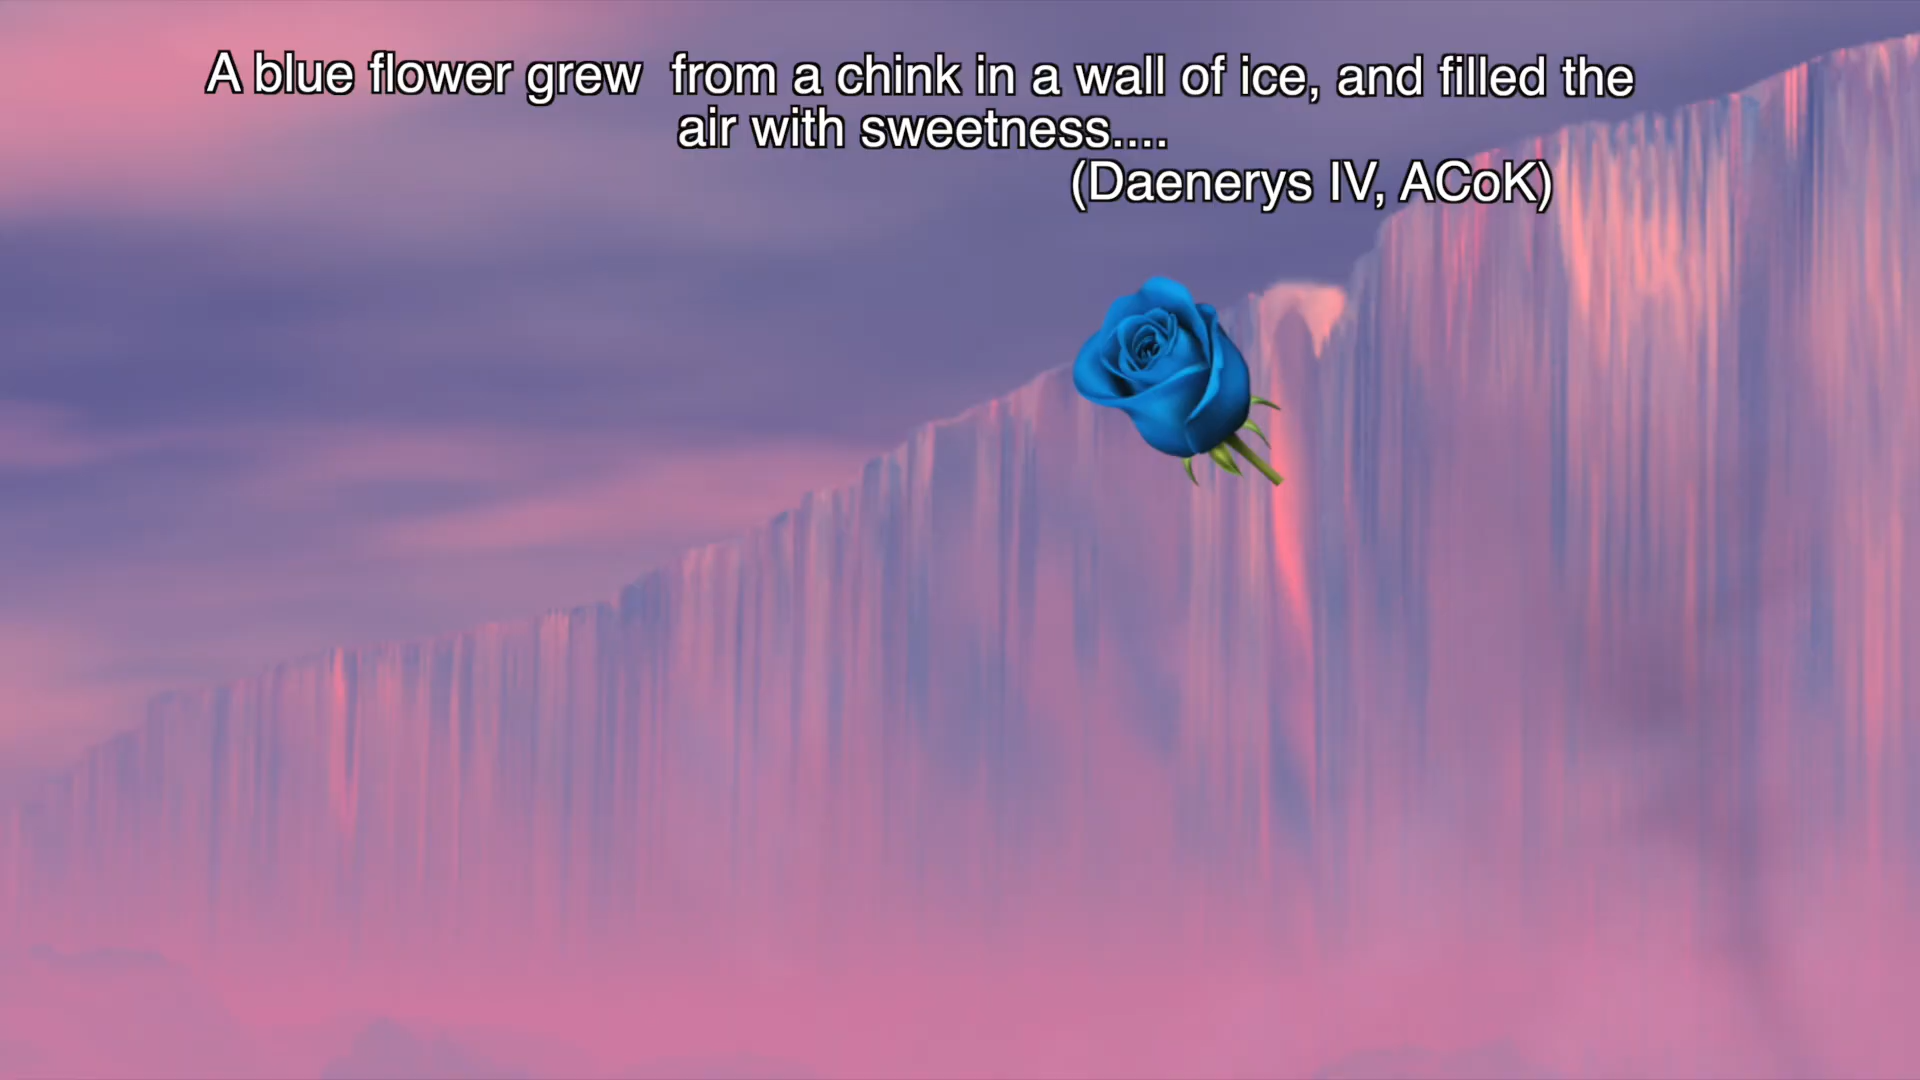 A blue flower grew  from a chink in a wall of ice, and filled the
air with sweetness....
(Daenerys IV, ACoK)